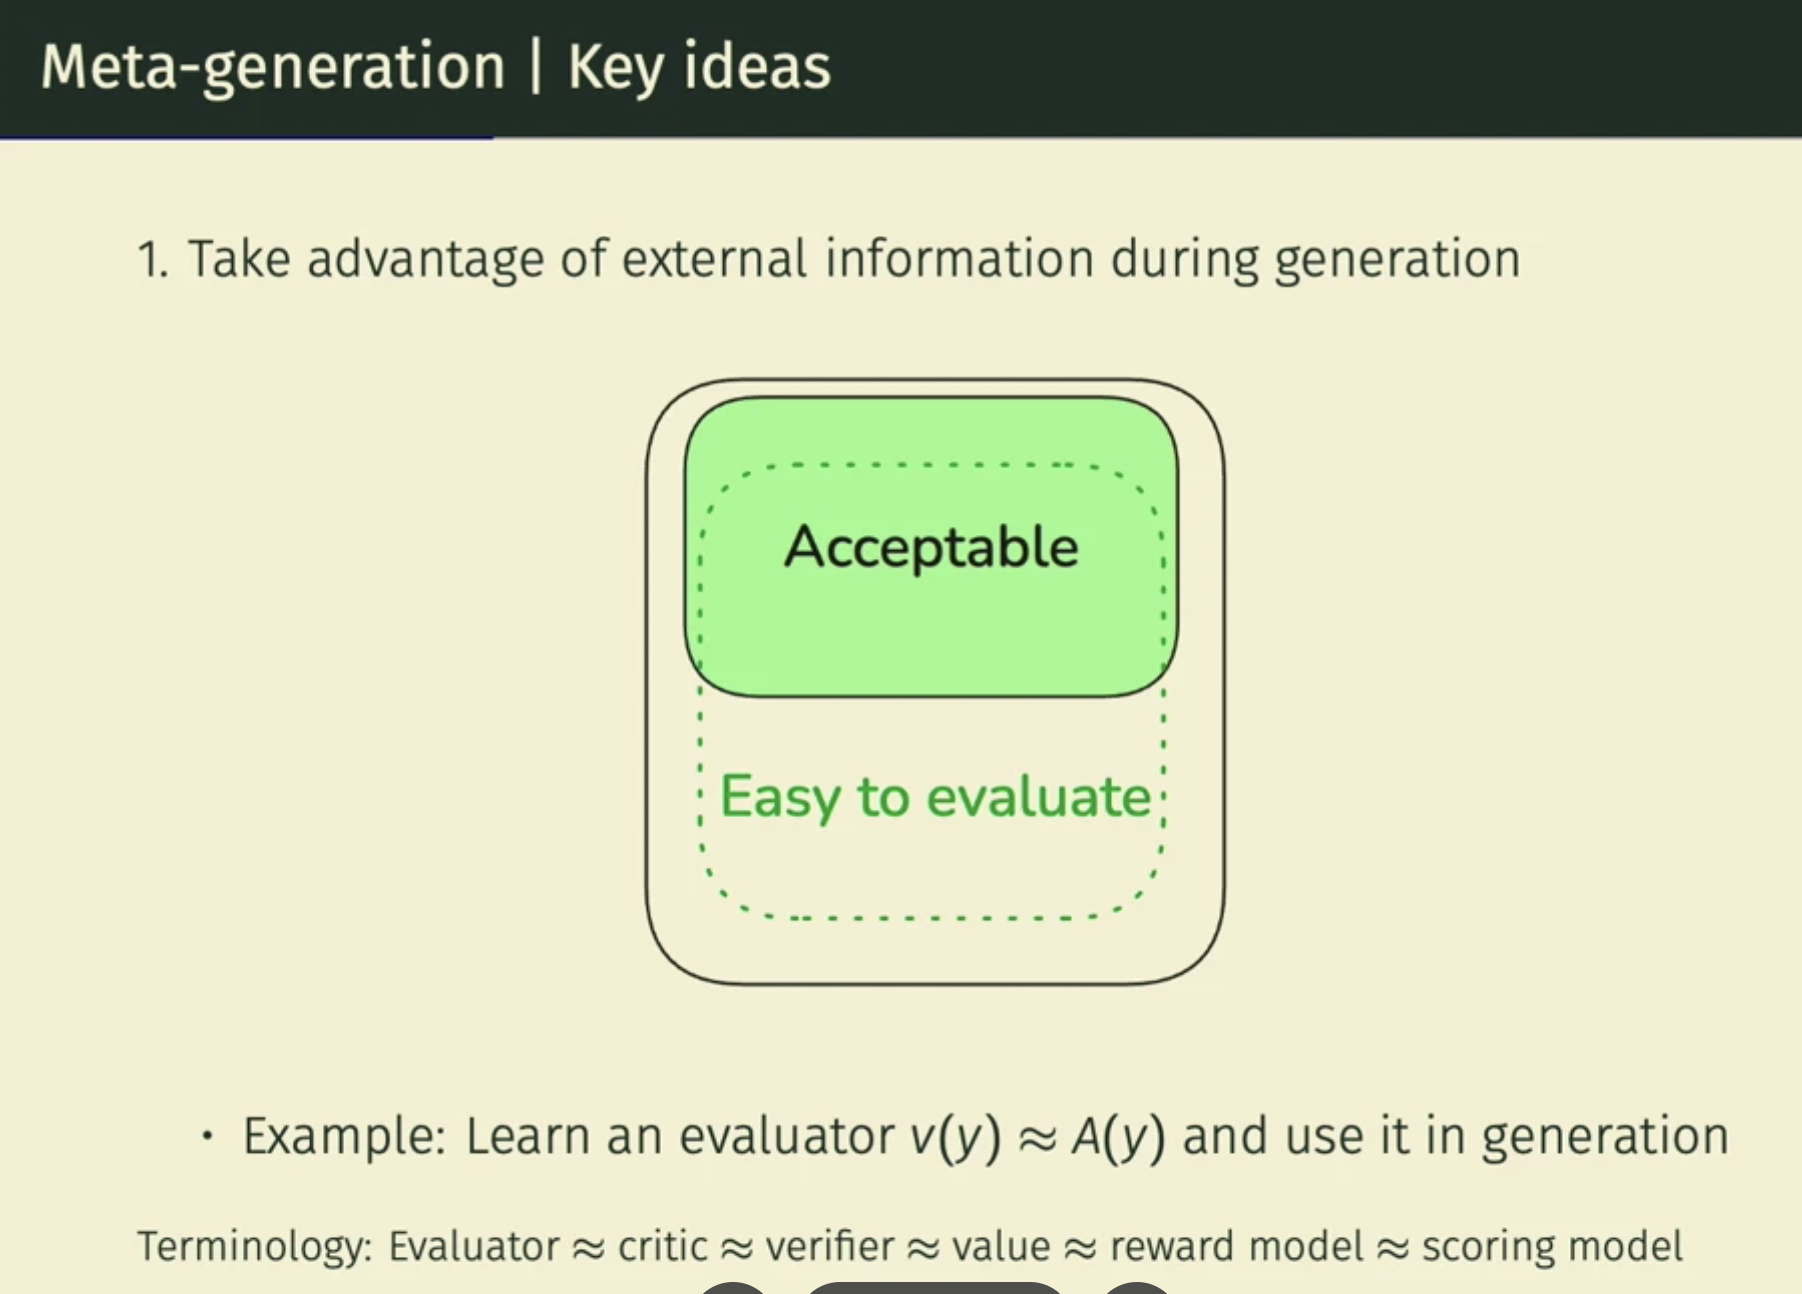 Meta-generation | Key ideas
1. Take advantage of external information during generation
Acceptable
Easy to evaluate
• Example: Learn an evaluator v(y) ≈ A(y) and use it in generation
Terminology: Evaluator ≈ critic ≈ verifier ≈ value ≈ reward model ≈ scoring model